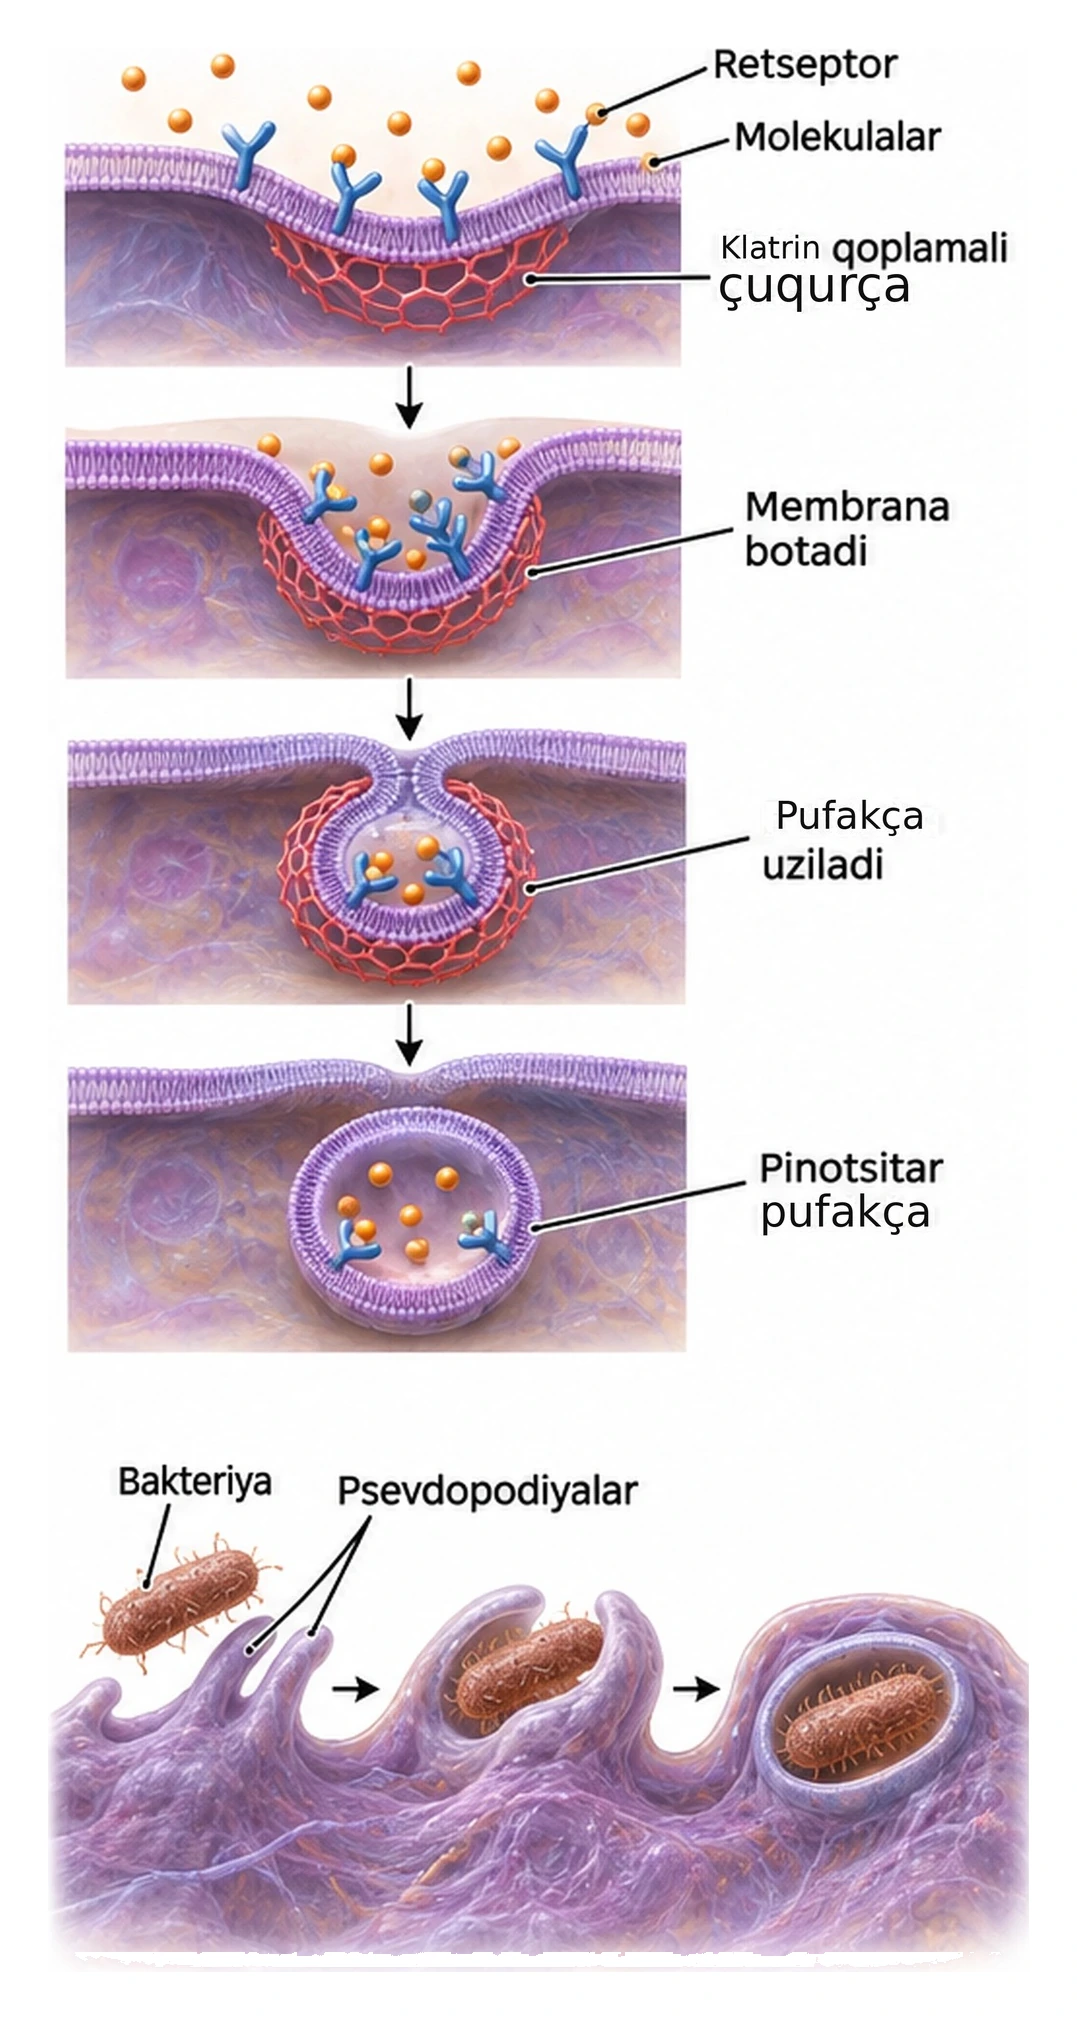 Retseptor
Molekulalar
Klatrin qoplamali
çuqurça
Membrana
botadi
Pufakça
uziladi
Pinotsitar
pufakça
Bakteriya
Psevdopodiyalar